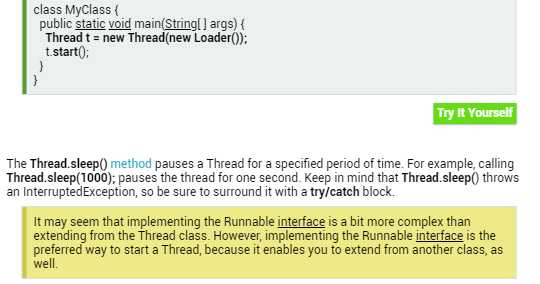 class MyClass {
public static void main(String[ ] args) {
Thread t = new Thread(new Loader());
t.start();
}
}
Try It Yourself
The Thread.sleep() method pauses a Thread for a specified period of time. For example, calling
Thread.sleep(1000); pauses the thread for one second. Keep in mind that Thread.sleep() throws
an InterruptedException, so be sure to surround it with a try/catch block.
It may seem that implementing the Runnable interface is a bit more complex than
extending from the Thread class. However, implementing the Runnable interface is the
preferred way to start a Thread, because it enables you to extend from another class, as
well.